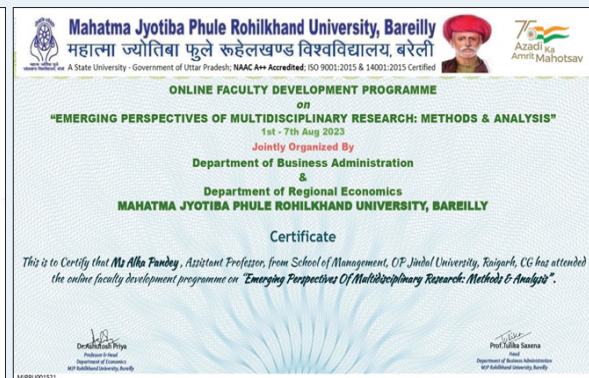 Mahatma Jyotiba Phule Rohilkhand University, Bareilly
महात्मा ज्योतिबा फुले रूहेलखण्ड विश्वविद्यालय, बरेली
A State University - Government of Uttar Pradesh; NAAC A++ Accredited; ISO 9001:2015 & 14001:2015 Certified
75
Azadi Ka
Amrit Mahotsav
ONLINE FACULTY DEVELOPMENT PROGRAMME
on
"EMERGING PERSPECTIVES OF MULTIDISCIPLINARY RESEARCH: METHODS & ANALYSIS"
1st - 7th Aug 2023
Jointly Organized By
Department of Business Administration
&
Department of Regional Economics
MAHATMA JYOTIBA PHULE ROHILKHAND UNIVERSITY, BAREILLY
Certificate
This is to Certify that Ms Alka Pandey, Assistant Professor, from School of Management, OP Jindal University, Raigarh, CG has attended
the online faculty development programme on "Emerging Perspectives Of Multidisciplinary Research: Methods & Analysis".
Dr.Ashutosh Priya
Professor & Head
Department of Economics
MJP Rohilkhand University, Bareilly
Prof.Tulika Saxena
Head
Department of Business Administration
MJP Rohilkhand University, Bareilly